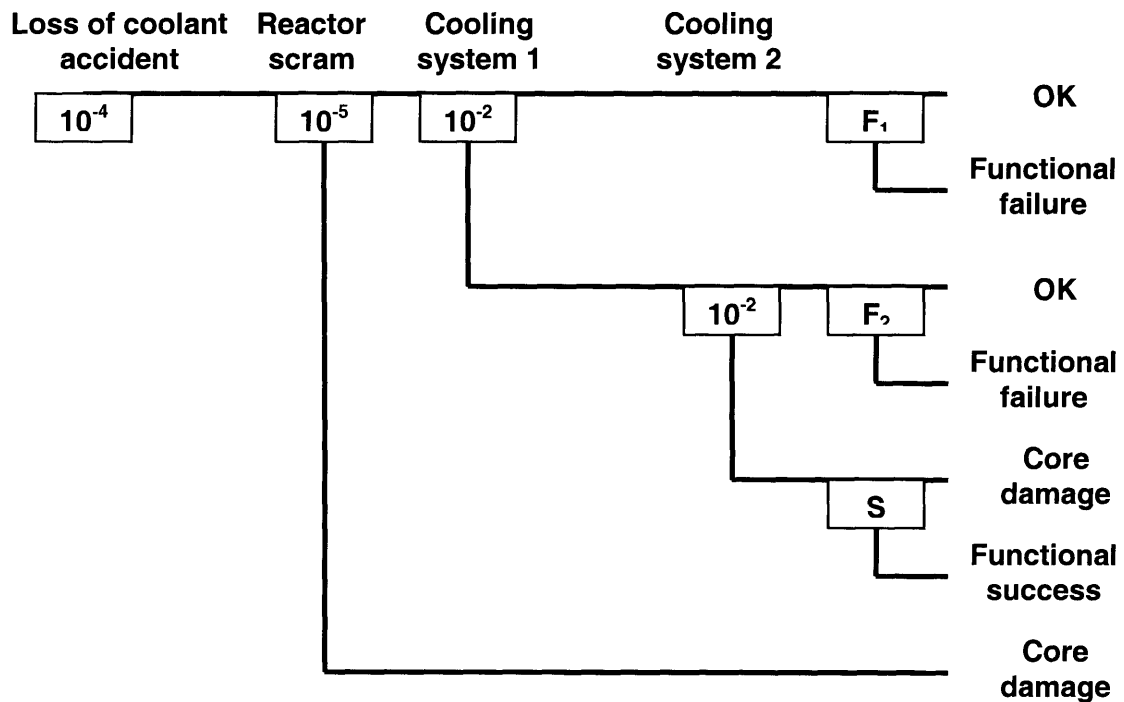 Loss of coolant
accident
Reactor
scram
Cooling
system 1
Cooling
system 2
10⁻⁴
10⁻⁵
10⁻²
F₁
OK
Functional
failure
10⁻²
F₂
OK
Functional
failure
S
Core
damage
Functional
success
Core
damage